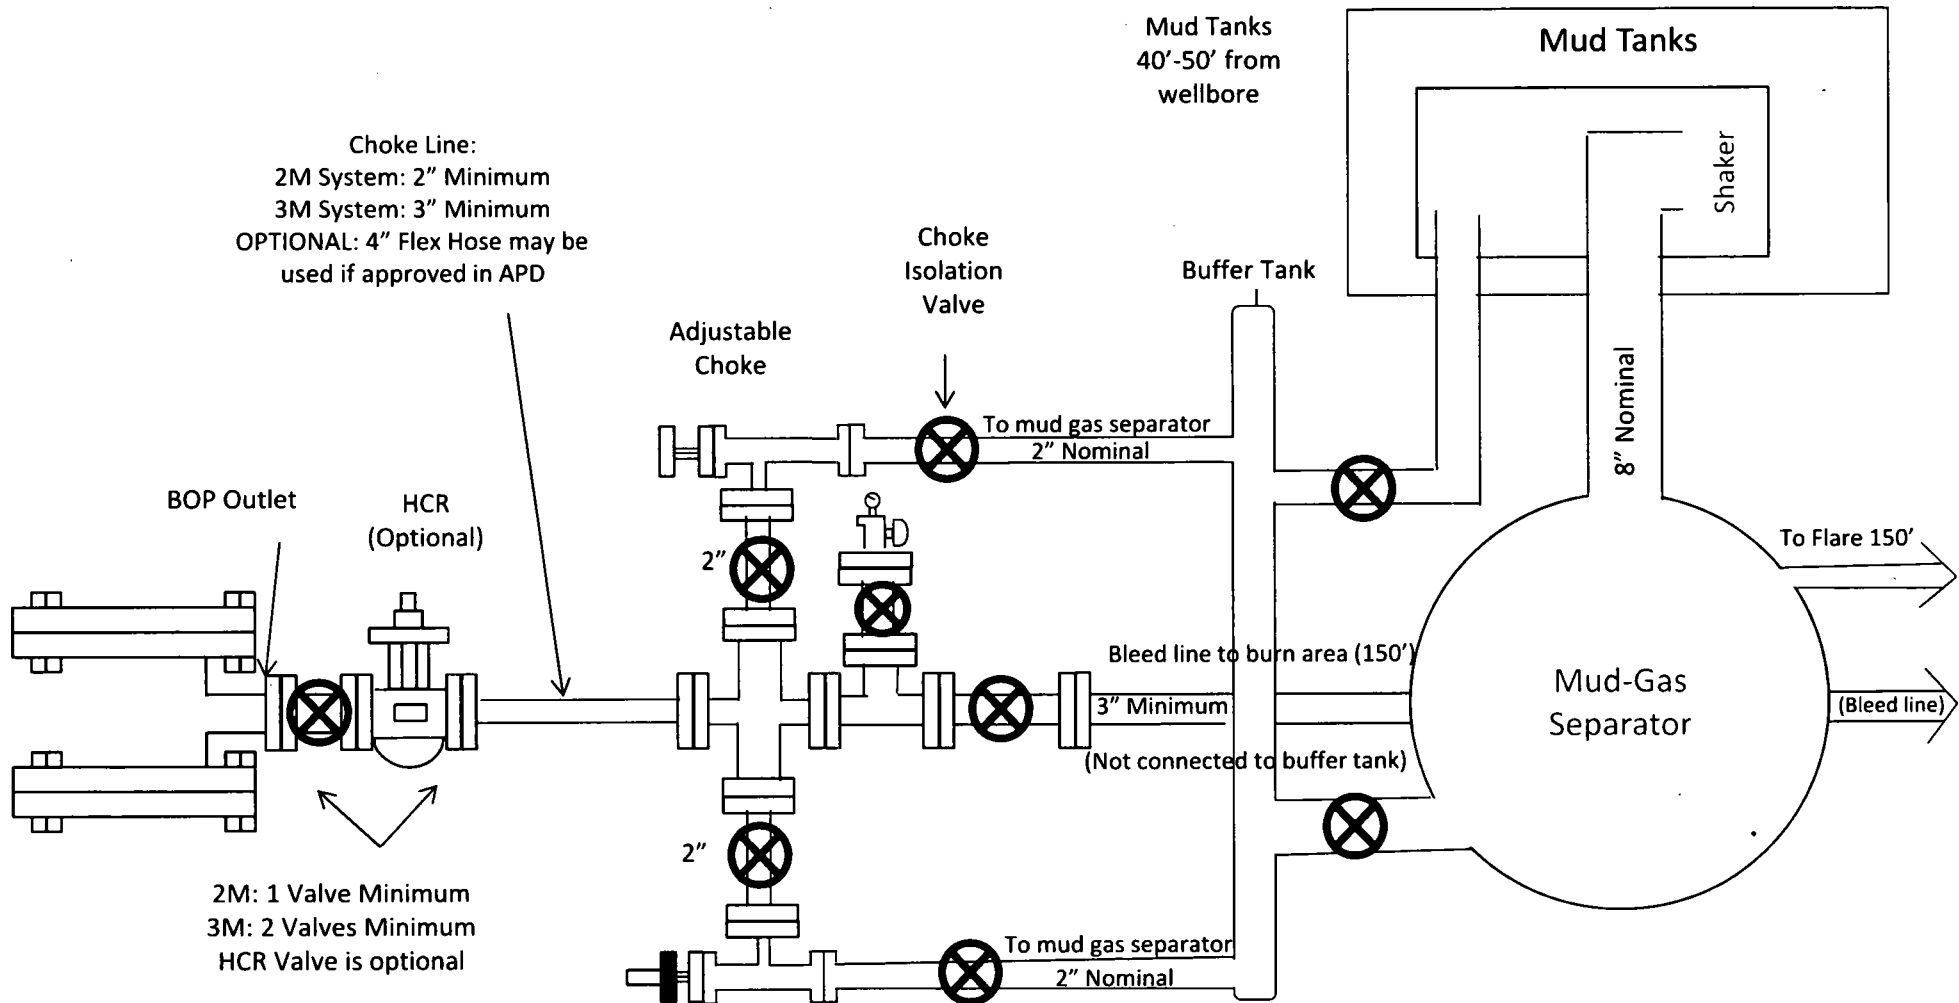 Mud Tanks
40'-50' from
wellbore
Mud Tanks
Shaker
Choke Line:
2M System: 2" Minimum
3M System: 3" Minimum
OPTIONAL: 4" Flex Hose may be
used if approved in APD
Choke
Isolation
Valve
Buffer Tank
Adjustable
Choke
8" Nominal
To mud gas separator
2" Nominal
BOP Outlet
HCR
(Optional)
2"
To Flare 150'
Bleed line to burn area (150')
3" Minimum
(Not connected to buffer tank)
Mud-Gas
Separator
(Bleed line)
2"
2M: 1 Valve Minimum
3M: 2 Valves Minimum
HCR Valve is optional
To mud gas separator
2" Nominal